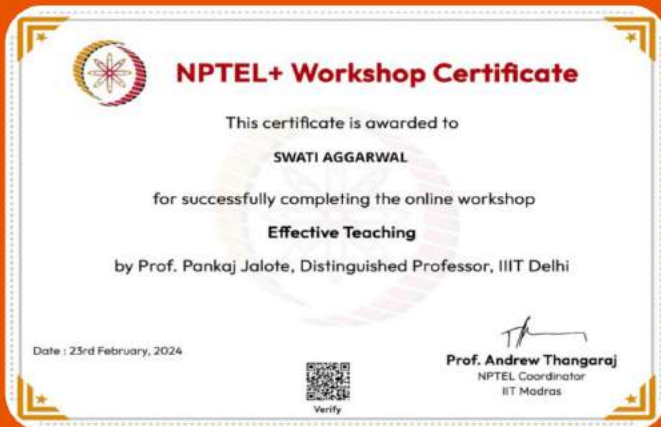 NPTEL+ Workshop Certificate
This certificate is awarded to
SWATI AGGARWAL
for successfully completing the online workshop
Effective Teaching
by Prof. Pankaj Jalote, Distinguished Professor, IIIT Delhi
Date : 23rd February, 2024
Verify
Prof. Andrew Thangaraj
NPTEL Coordinator
IIT Madras